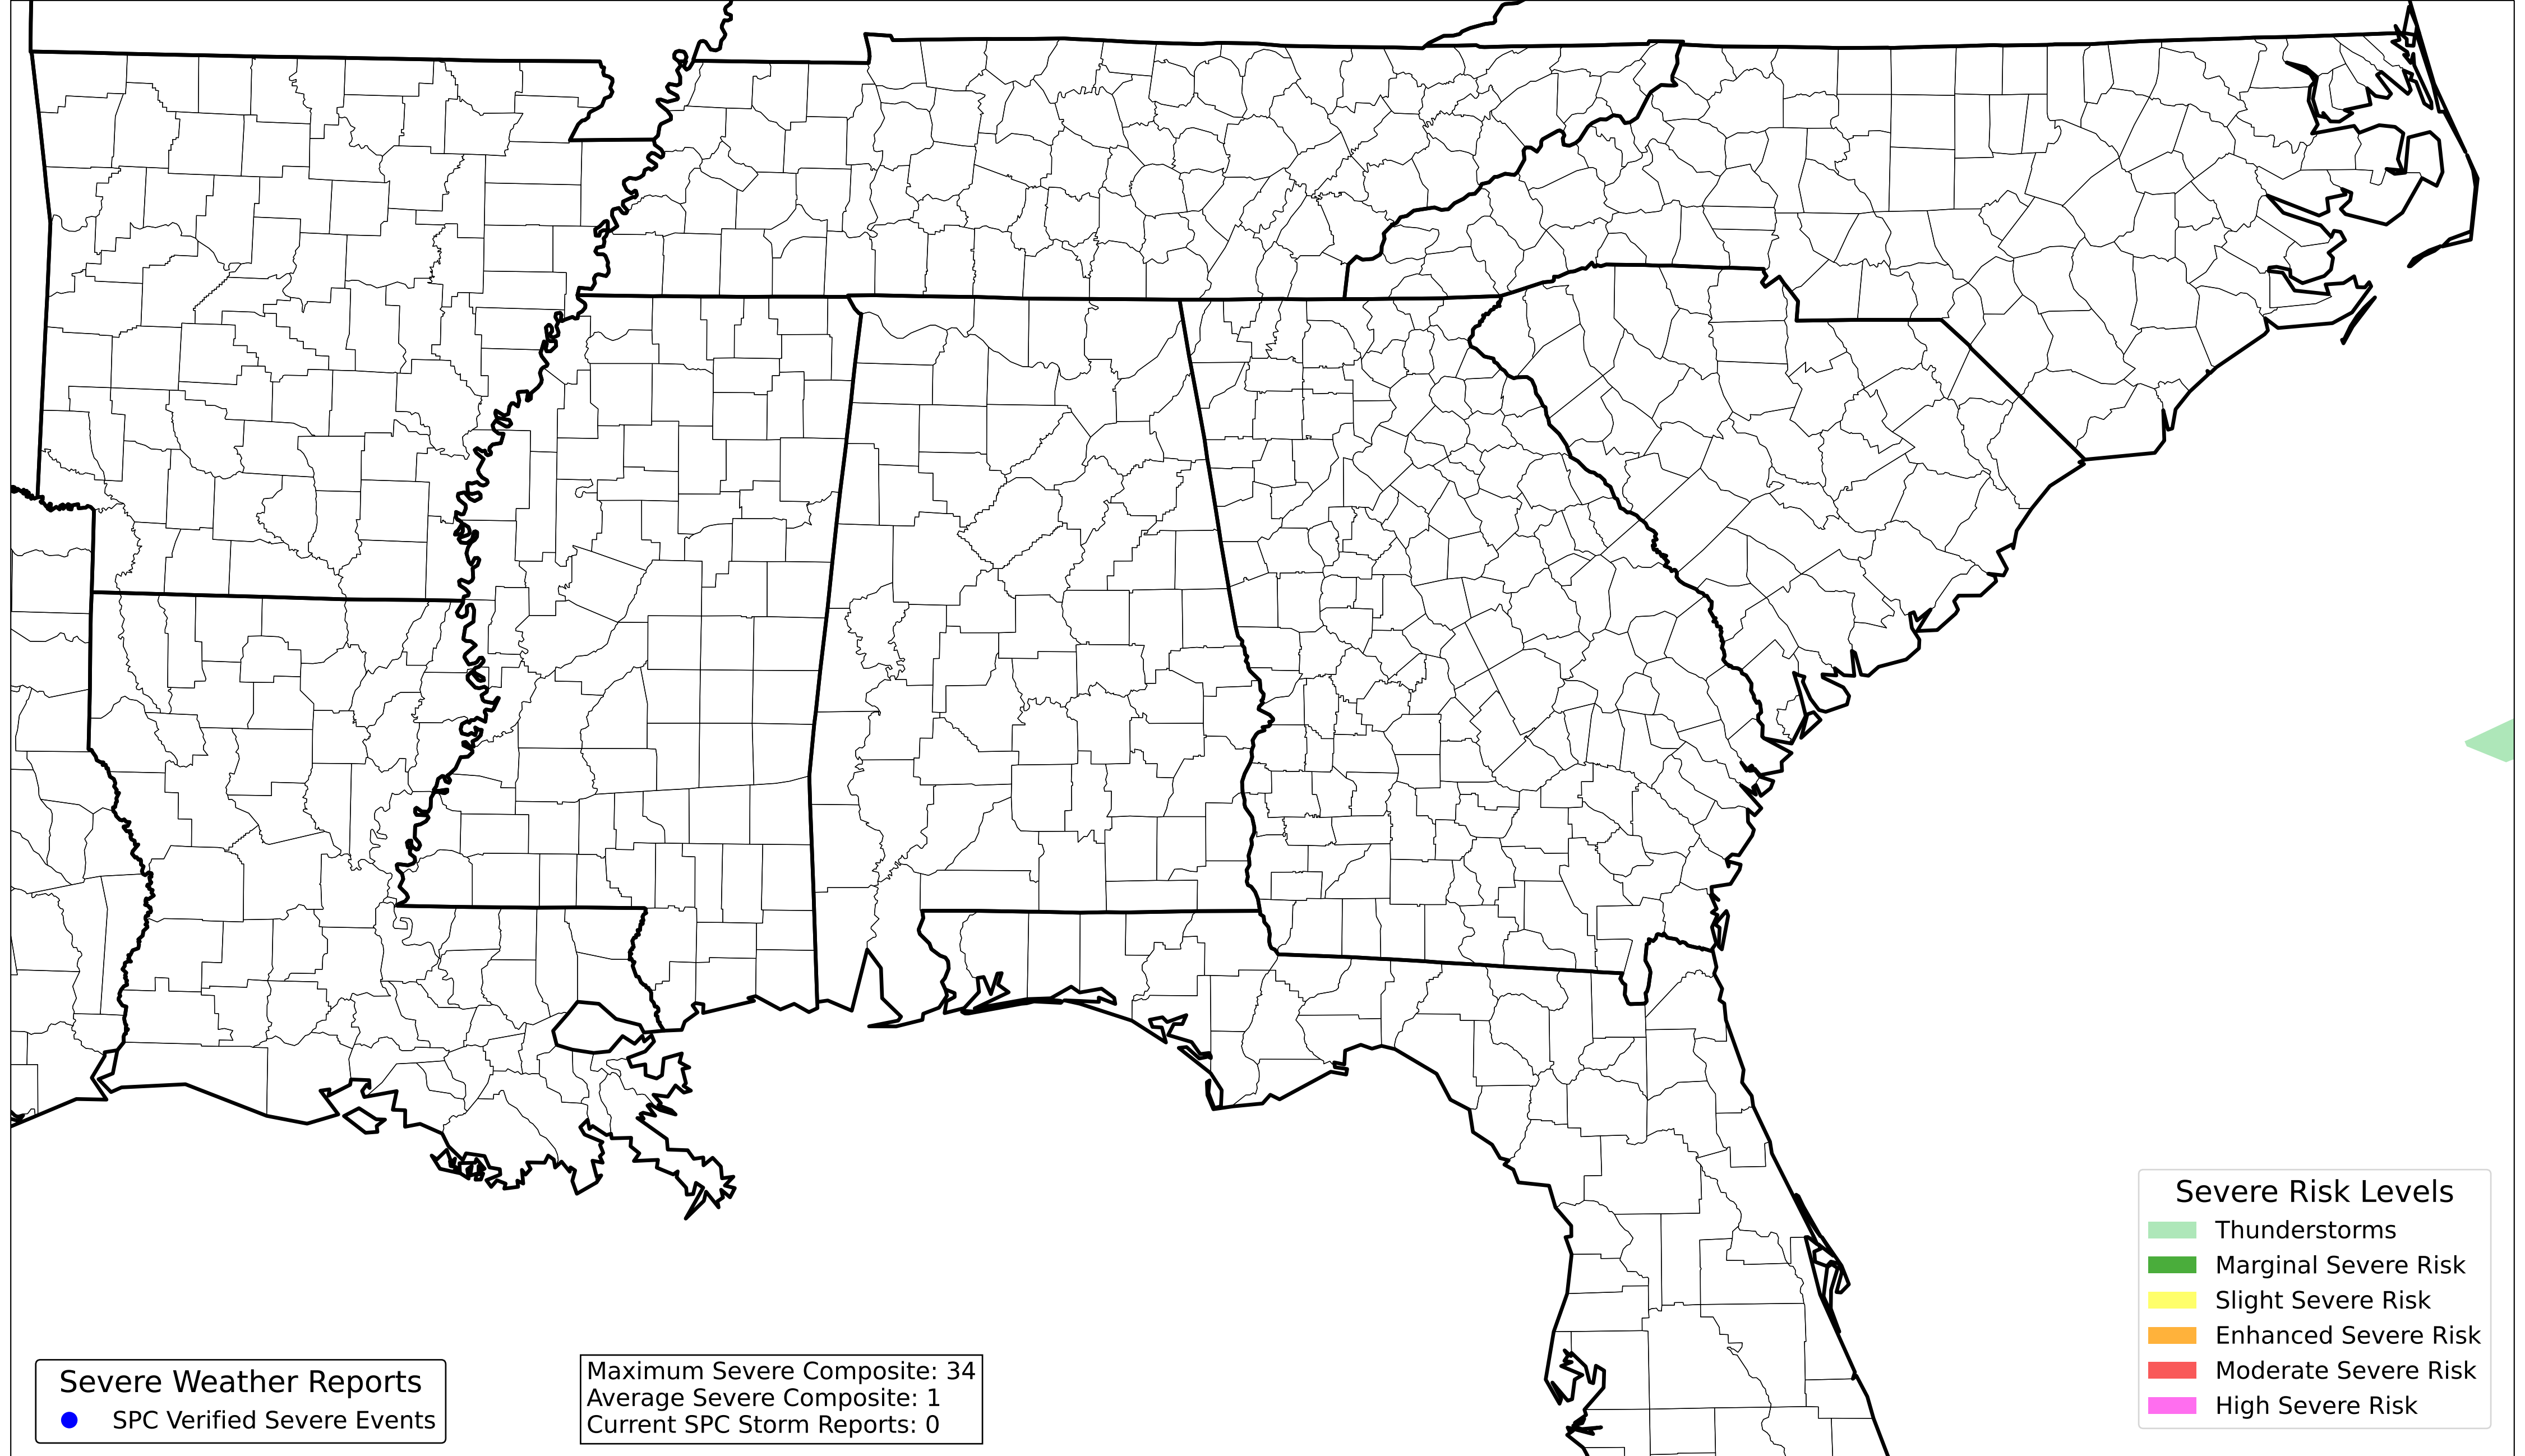 Severe Weather Reports
SPC Verified Severe Events
Maximum Severe Composite: 34
Average Severe Composite: 1
Current SPC Storm Reports: 0
Severe Risk Levels
Thunderstorms
Marginal Severe Risk
Slight Severe Risk
Enhanced Severe Risk
Moderate Severe Risk
High Severe Risk